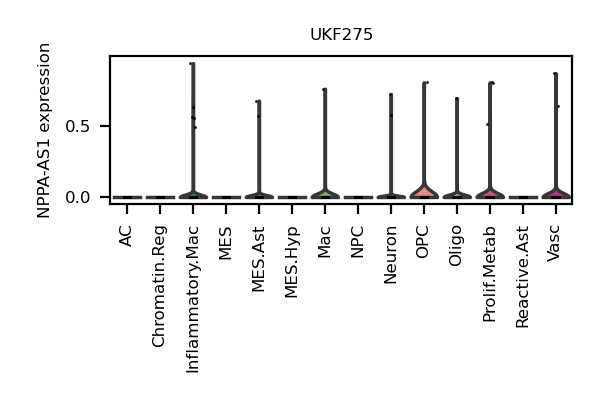 UKF275
NPPA-AS1 expression
0.5
0.0
AC
Chromatin.Reg
Inflammatory.Mac
MES
MES.Ast
MES.Hyp
Mac
NPC
Neuron
OPC
Oligo
Prolif.Metab
Reactive.Ast
Vasc